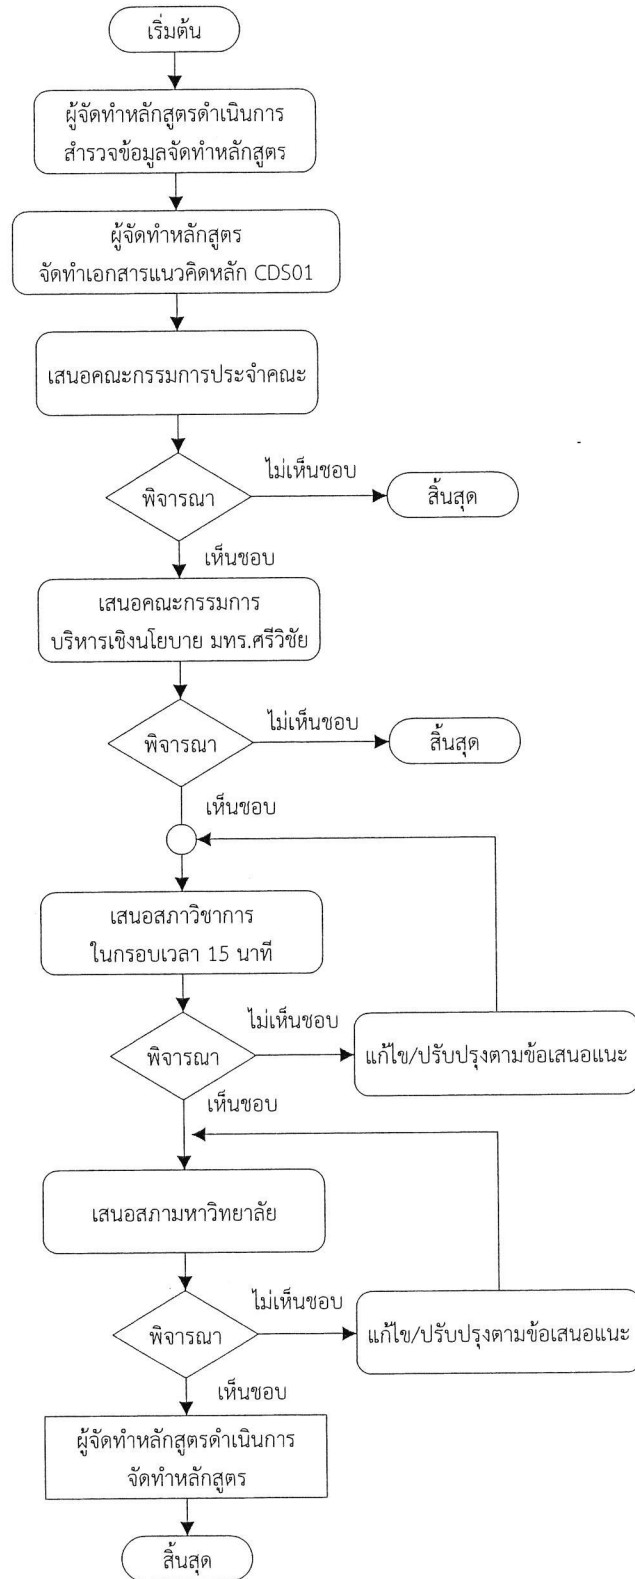 เริ่มต้น
ผู้จัดทำหลักสูตรดำเนินการ
สำรวจข้อมูลจัดทำหลักสูตร
ผู้จัดทำหลักสูตร
จัดทำเอกสารแนวคิดหลัก CDS01
เสนอคณะกรรมการประจำคณะ
ไม่เห็นชอบ
พิจารณา
สิ้นสุด
เห็นชอบ
เสนอคณะกรรมการ
บริหารเชิงนโยบาย มทร.ศรีวิชัย
ไม่เห็นชอบ
พิจารณา
สิ้นสุด
เห็นชอบ
เสนอสภาวิชาการ
ในกรอบเวลา 15 นาที
ไม่เห็นชอบ
พิจารณา
แก้ไข/ปรับปรุงตามข้อเสนอแนะ
เห็นชอบ
เสนอสภามหาวิทยาลัย
ไม่เห็นชอบ
พิจารณา
แก้ไข/ปรับปรุงตามข้อเสนอแนะ
เห็นชอบ
ผู้จัดทำหลักสูตรดำเนินการ
จัดทำหลักสูตร
สิ้นสุด